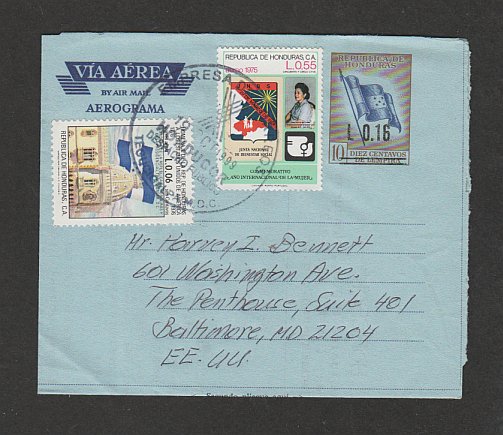 VÍA AÉREA
BY AIR MAIL
AEROGRAMA
REPUBLICA DE HONDURAS, C.A.
L.0.55
1975
JUNTA NACIONAL
DE BIENESTAR SOCIAL
CONMEMORATIVO
AÑO INTERNACIONAL DE LA MUJER
REPUBLICA DE
HONDURAS
L 0.16
10 DIEZ CENTAVOS
REPUBLICA DE HONDURAS, C.A.
L.0.06
EMPRESA
Mr. Harvey I. Bennett
601 Washington Ave.
The Penthouse, Suite 401
Baltimore, MD 21204
EE. UU.